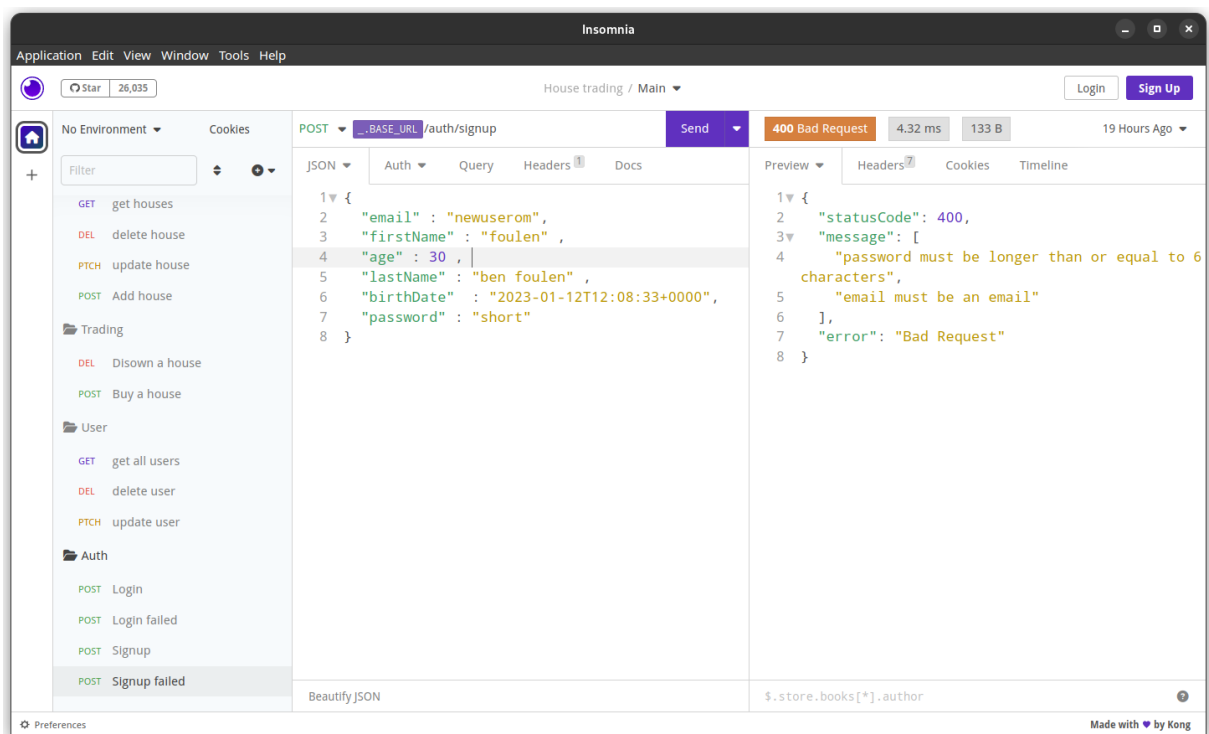 Insomnia
Application Edit View Window Tools Help
Star 26,035
House trading / Main
Login Sign Up
No Environment Cookies
Filter
GET get houses
DEL delete house
PTCH update house
POST Add house
Trading
DEL Disown a house
POST Buy a house
User
GET get all users
DEL delete user
PTCH update user
Auth
POST Login
POST Login failed
POST Signup
POST Signup failed
POST _.BASE_URL /auth/signup Send
JSON Auth Query Headers 1 Docs
1 {
2 "email" : "newuserom",
3 "firstName" : "foulen" ,
4 "age" : 30 ,
5 "lastName" : "ben foulen" ,
6 "birthDate"  : "2023-01-12T12:08:33+0000",
7 "password" : "short"
8 }
Beautify JSON
400 Bad Request 4.32 ms 133 B 19 Hours Ago
Preview Headers 7 Cookies Timeline
1 {
2 "statusCode": 400,
3 "message": [
4 "password must be longer than or equal to 6
characters",
5 "email must be an email"
6 ],
7 "error": "Bad Request"
8 }
$.store.books[*].author
Preferences
Made with ♥ by Kong